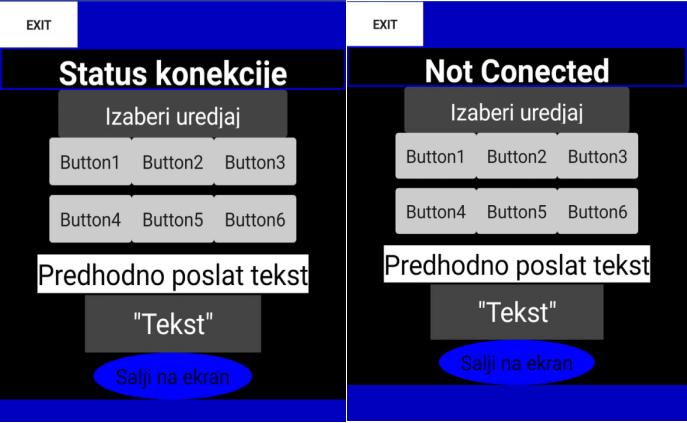 EXIT
Status konekcije
Izaberi uredjaj
Button1 Button2 Button3
Button4 Button5 Button6
Predhodno poslat tekst
"Tekst"
Salji na ekran
EXIT
Not Conected
Izaberi uredjaj
Button1 Button2 Button3
Button4 Button5 Button6
Predhodno poslat tekst
"Tekst"
Salji na ekran